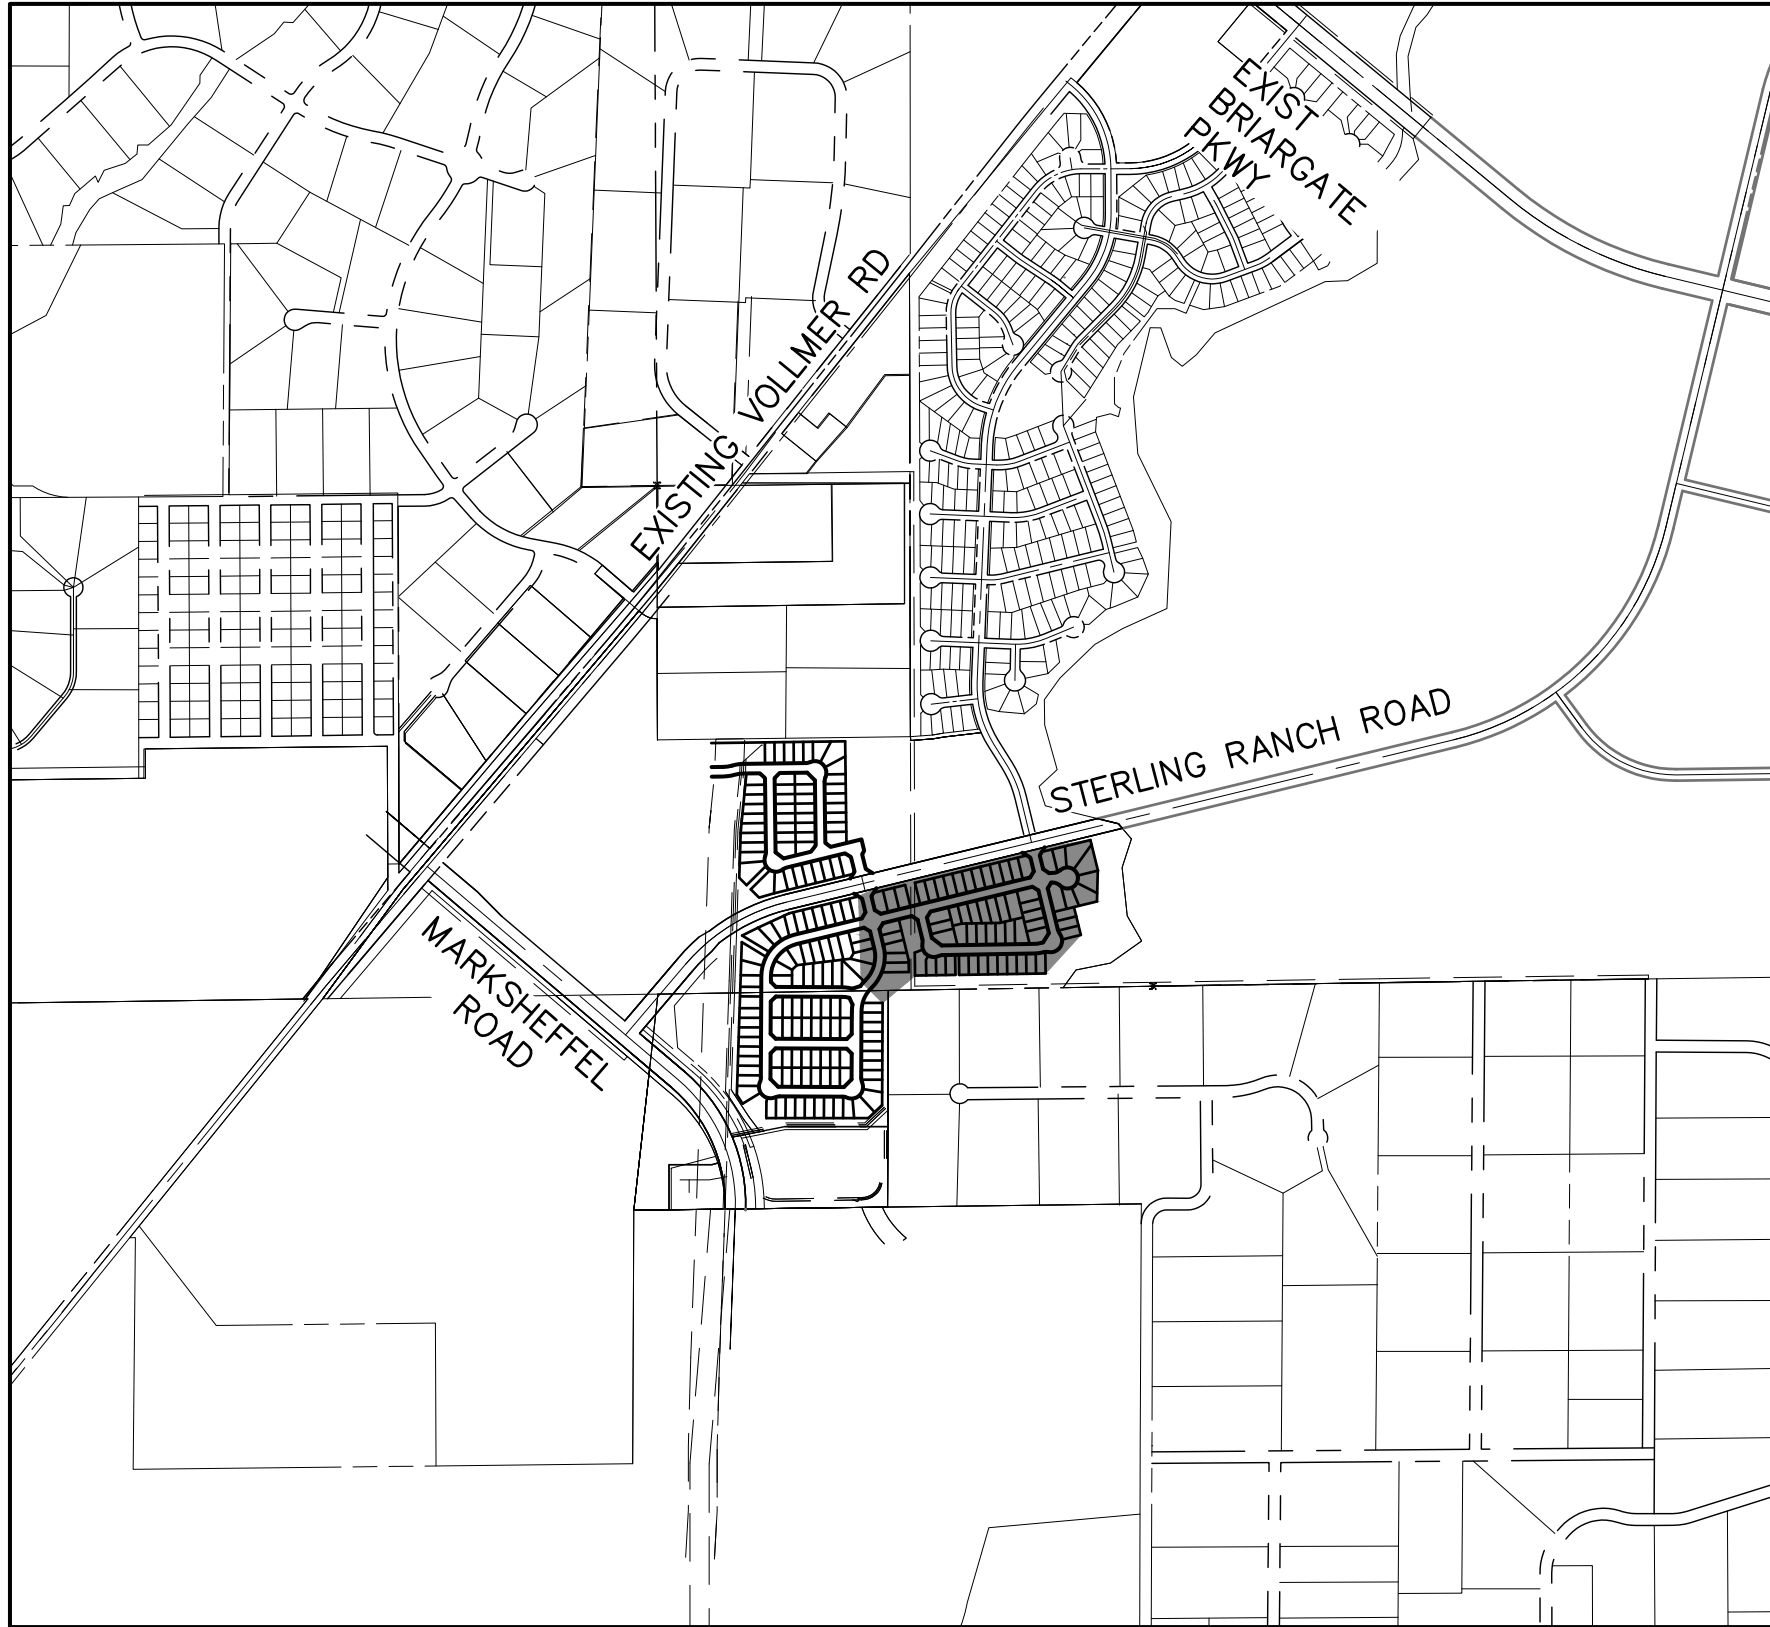 EXIST
BRIARGATE
PKWY
EXISTING VOLLMER RD
STERLING RANCH ROAD
MARKSHEFFEL
ROAD